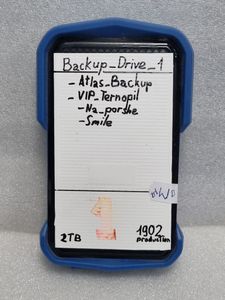 Backup_Drive_1
- Atlas_Backup
- VIP_Ternopil
- Na_porshe
- Smile
2TB
1902
production